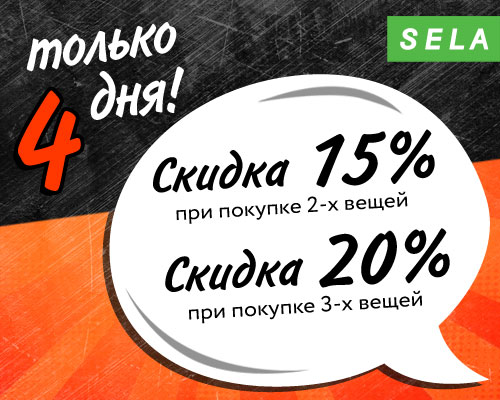 только
4 дня!
SELA
Скидка 15%
при покупке 2-х вещей
Скидка 20%
при покупке 3-х вещей